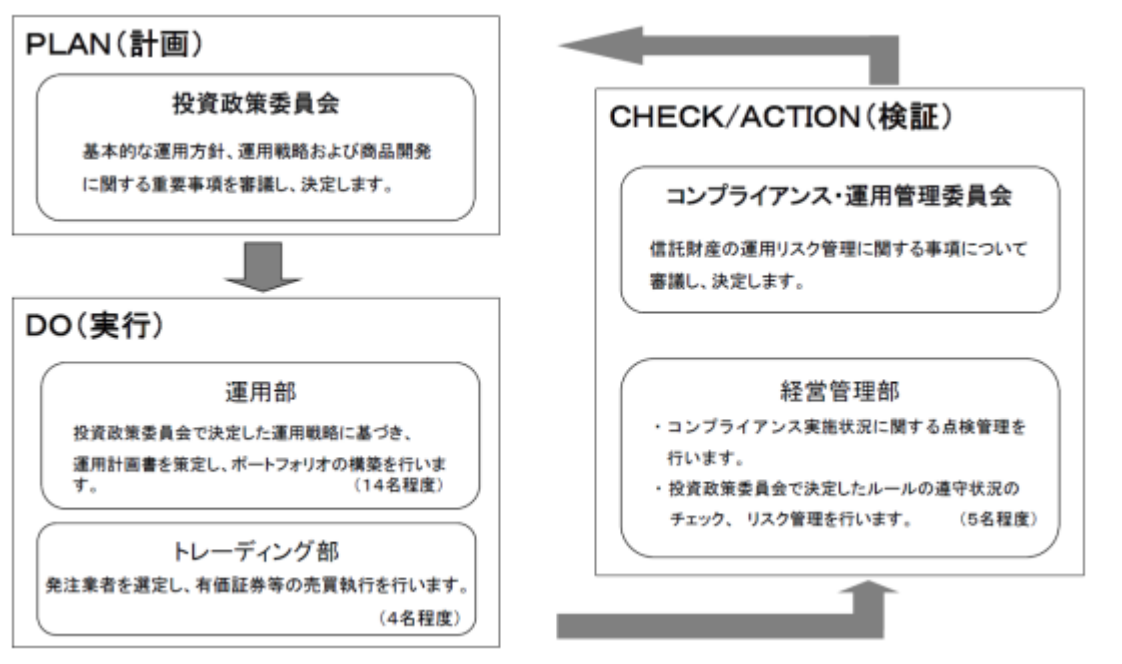 PLAN(計画)
投資政策委員会
基本的な運用方針、運用戦略および商品開発
に関する重要事項を審議し、決定します。
DO(実行)
運用部
投資政策委員会で決定した運用戦略に基づき、
運用計画書を策定し、ポートフォリオの構築を行いま
す。 (14名程度)
トレーディング部
発注業者を選定し、有価証券等の売買執行を行います。
(4名程度)
CHECK/ACTION(検証)
コンプライアンス・運用管理委員会
信託財産の運用リスク管理に関する事項について
審議し、決定します。
経営管理部
・コンプライアンス実施状況に関する点検管理を
行います。
・投資政策委員会で決定したルールの遵守状況の
チェック、 リスク管理を行います。 (5名程度)